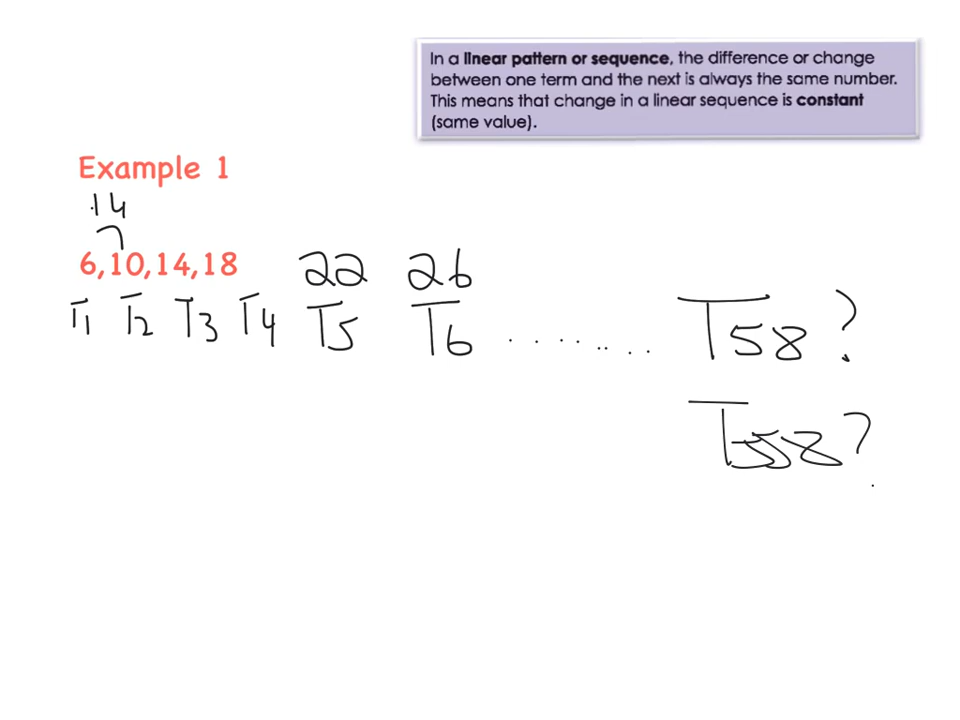 In a linear pattern or sequence, the difference or change
between one term and the next is always the same number.
This means that change in a linear sequence is constant
(same value).
Example 1
+4
6,10,14,18 22 26
T1 T2 T3 T4 T5 T6 ......... T58?
T558?